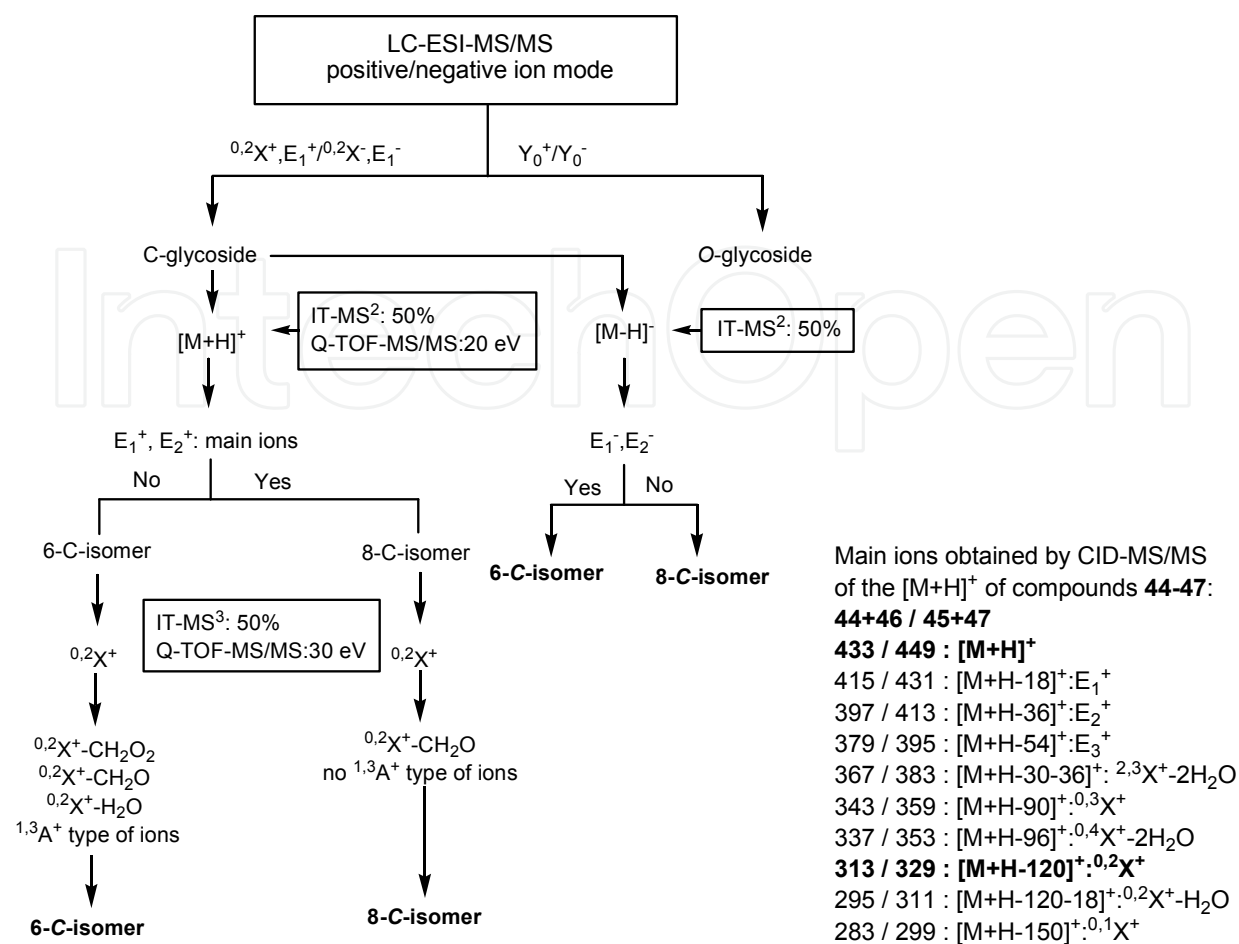 LC-ESI-MS/MS
positive/negative ion mode
⁰,²X⁺,E₁⁺/⁰,²X⁻,E₁⁻
Y₀⁺/Y₀⁻
C-glycoside
O-glycoside
[M+H]⁺
IT-MS²: 50%
Q-TOF-MS/MS:20 eV
[M-H]⁻
IT-MS²: 50%
E₁⁺, E₂⁺: main ions
E₁⁻,E₂⁻
No
Yes
Yes
No
6-C-isomer
8-C-isomer
6-C-isomer
8-C-isomer
IT-MS³: 50%
Q-TOF-MS/MS:30 eV
⁰,²X⁺
⁰,²X⁺
⁰,²X⁺-CH₂O₂
⁰,²X⁺-CH₂O
⁰,²X⁺-H₂O
¹,³A⁺ type of ions
⁰,²X⁺-CH₂O
no ¹,³A⁺ type of ions
6-C-isomer
8-C-isomer
Main ions obtained by CID-MS/MS
of the [M+H]⁺ of compounds 44-47:
44+46 / 45+47
433 / 449 : [M+H]⁺
415 / 431 : [M+H-18]⁺:E₁⁺
397 / 413 : [M+H-36]⁺:E₂⁺
379 / 395 : [M+H-54]⁺:E₃⁺
367 / 383 : [M+H-30-36]⁺: ²,³X⁺-2H₂O
343 / 359 : [M+H-90]⁺:⁰,³X⁺
337 / 353 : [M+H-96]⁺:⁰,⁴X⁺-2H₂O
313 / 329 : [M+H-120]⁺:⁰,²X⁺
295 / 311 : [M+H-120-18]⁺:⁰,²X⁺-H₂O
283 / 299 : [M+H-150]⁺:⁰,¹X⁺
IntechOpen